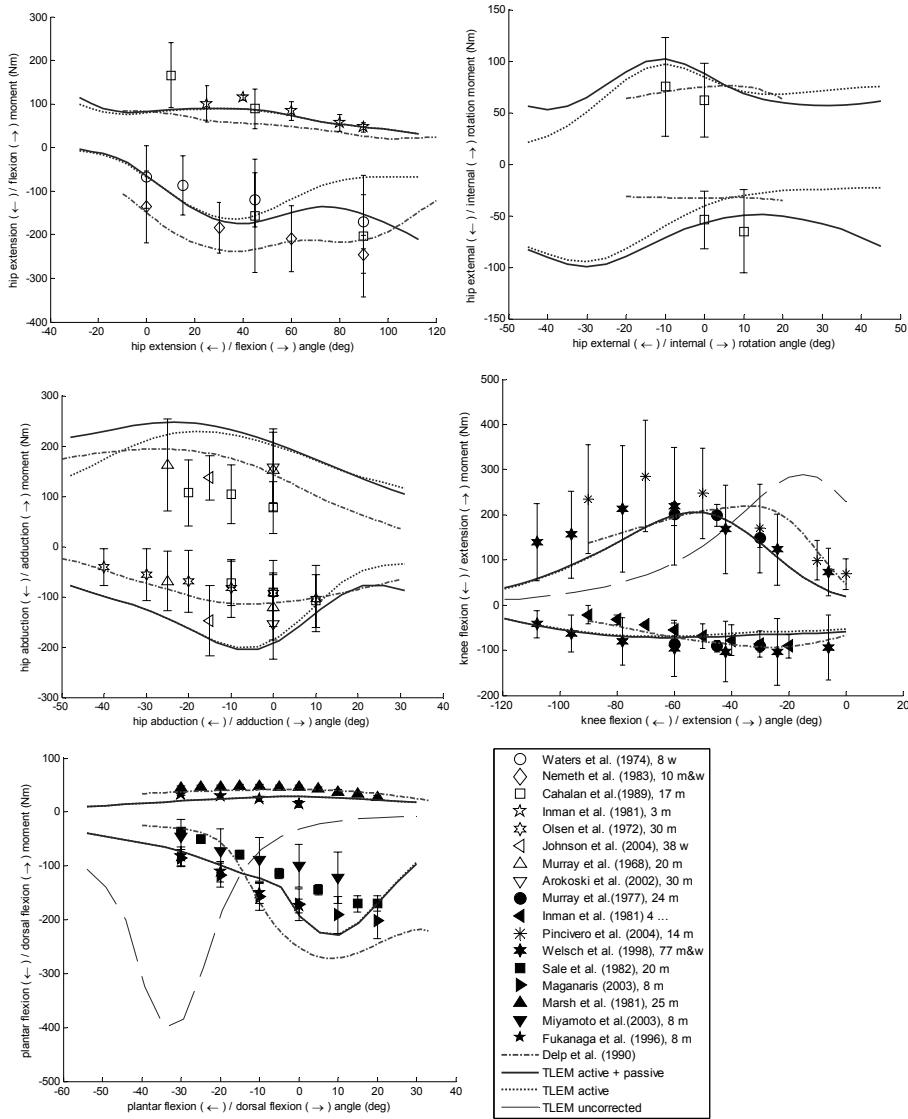 300
200
100
0
-100
-200
-300
-400
-40 -20 0 20 40 60 80 100 120
hip extension ( ← ) / flexion ( → ) angle (deg)
hip extension ( ← ) / flexion ( → ) moment (Nm)
150
100
50
0
-50
-100
-150
-50 -40 -30 -20 -10 0 10 20 30 40 50
hip external ( ← ) / internal ( → ) rotation angle (deg)
hip external ( ← ) / internal ( → ) rotation moment (Nm)
300
200
100
0
-100
-200
-300
-50 -40 -30 -20 -10 0 10 20 30 40
hip abduction ( ← ) / adduction ( → ) angle (deg)
hip abduction ( ← ) / adduction ( → ) moment (Nm)
500
400
300
200
100
0
-100
-200
-120 -100 -80 -60 -40 -20 0 20
knee flexion ( ← ) / extension ( → ) angle (deg)
knee flexion ( ← ) / extension ( → ) moment (Nm)
100
0
-100
-200
-300
-400
-500
-60 -50 -40 -30 -20 -10 0 10 20 30 40
plantar flexion ( ← ) / dorsal flexion ( → ) angle (deg)
plantar flexion ( ← ) / dorsal flexion ( → ) moment (Nm)
Waters et al. (1974), 8 w
Nemeth et al. (1983), 10 m&w
Cahalan et al.(1989), 17 m
Inman et al. (1981), 3 m
Olsen et al. (1972), 30 m
Johnson et al. (2004), 38 w
Murray et al. (1968), 20 m
Arokoski et al. (2002), 30 m
Murray et al.(1977), 24 m
Inman et al. (1981) 4 ...
Pincivero et al. (2004), 14 m
Welsch et al. (1998), 77 m&w
Sale et al. (1982), 20 m
Maganaris (2003), 8 m
Marsh et al. (1981), 25 m
Miyamoto et al.(2003), 8 m
Fukanaga et al. (1996), 8 m
Delp et al. (1990)
TLEM active + passive
TLEM active
TLEM uncorrected